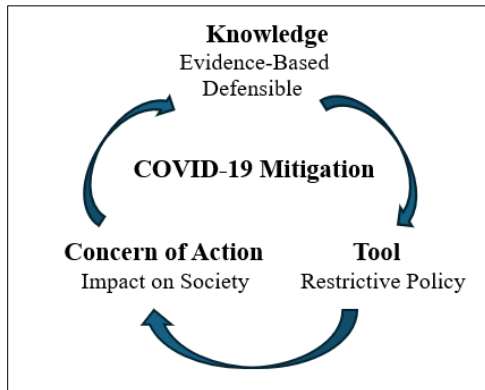 Knowledge
Evidence-Based
Defensible
COVID-19 Mitigation
Concern of Action
Impact on Society
Tool
Restrictive Policy